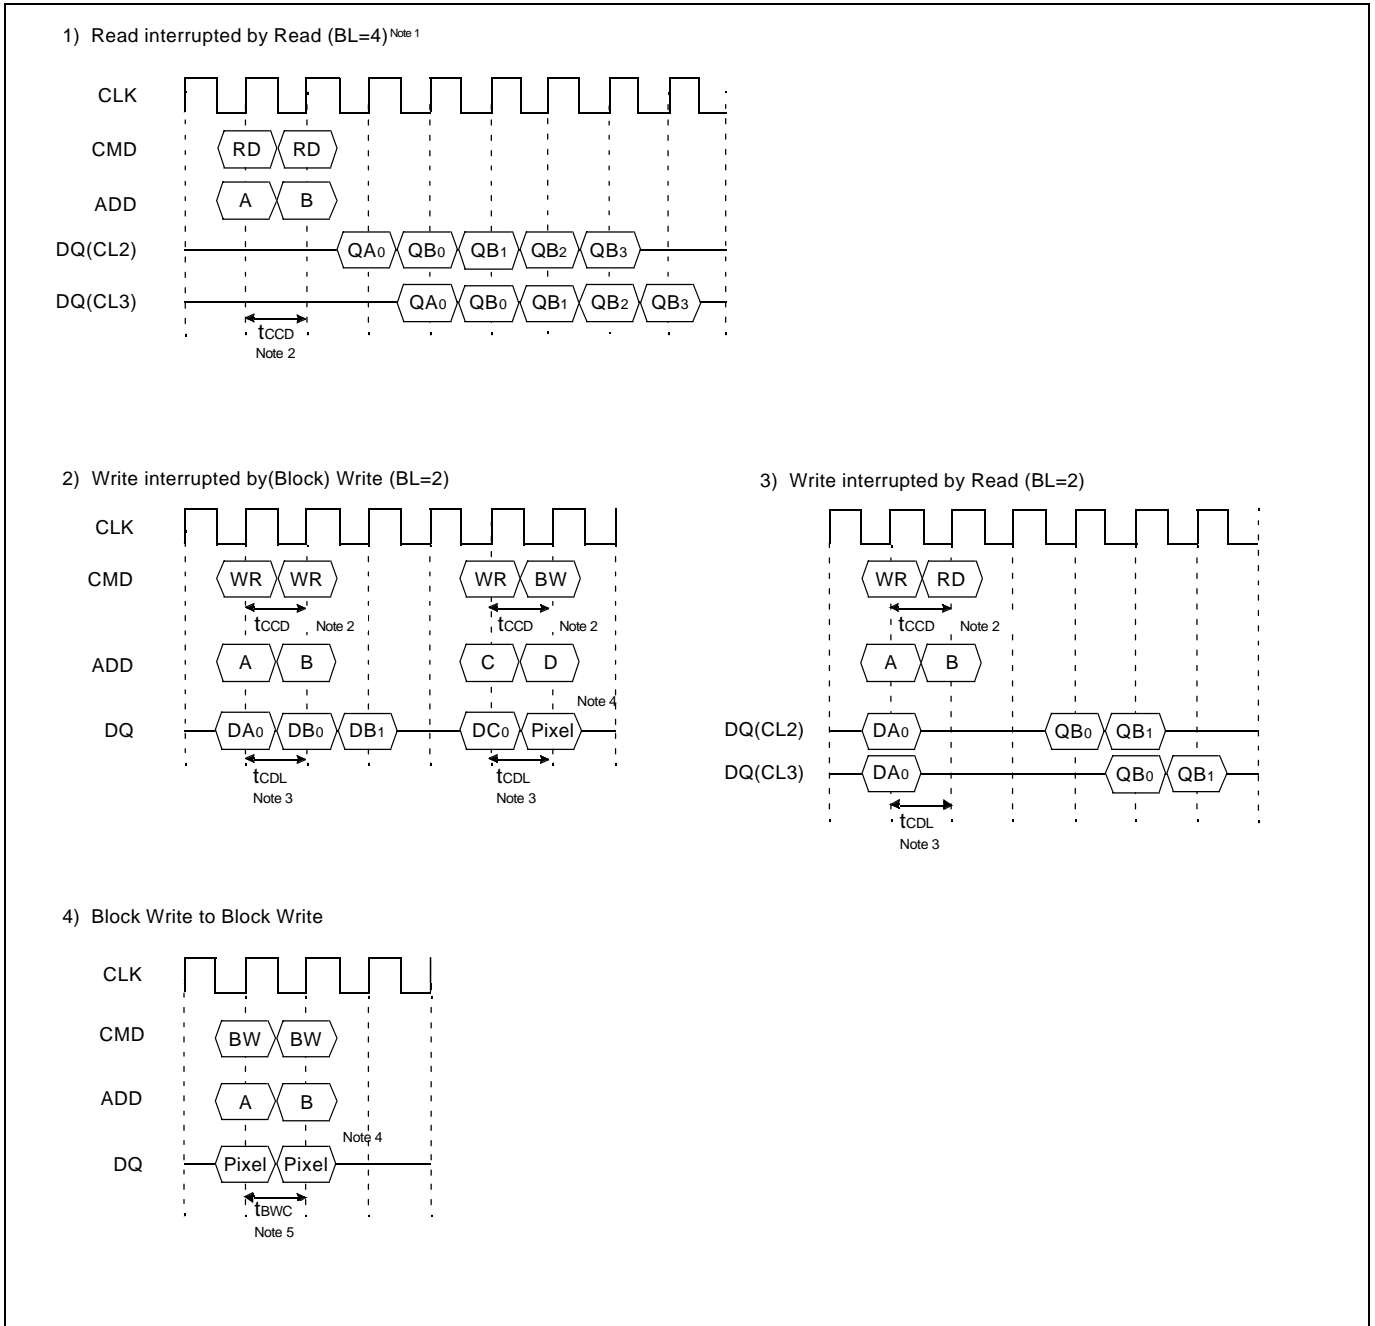 1) Read interrupted by Read (BL=4) Note 1
CLK
CMD RD RD
ADD A B
DQ(CL2) QA0 QB0 QB1 QB2 QB3
DQ(CL3) QA0 QB0 QB1 QB2 QB3
tCCD
Note 2
2) Write interrupted by(Block) Write (BL=2)
CLK
CMD WR WR WR BW
tCCD Note 2 tCCD Note 2
ADD A B C D
Note 4
DQ DA0 DB0 DB1 DC0 Pixel
tCDL tCDL
Note 3 Note 3
3) Write interrupted by Read (BL=2)
WR RD
tCCD Note 2
A B
DQ(CL2) DA0 QB0 QB1
DQ(CL3) DA0 QB0 QB1
tCDL
Note 3
4) Block Write to Block Write
CLK
CMD BW BW
ADD A B
Note 4
DQ Pixel Pixel
tBWC
Note 5